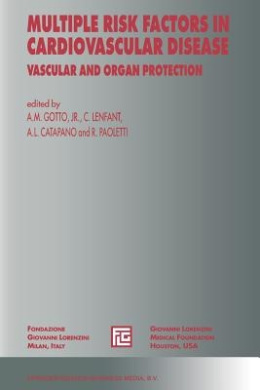 MULTIPLE RISK FACTORS IN
CARDIOVASCULAR DISEASE
VASCULAR AND ORGAN PROTECTION
edited by
A.M. GOTTO, JR., C. LENFANT,
A.L. CATAPANO and R. PAOLETTI
FONDAZIONE
GIOVANNI LORENZINI
MILAN, ITALY
FLG
GIOVANNI LORENZINI
MEDICAL FOUNDATION
HOUSTON, USA